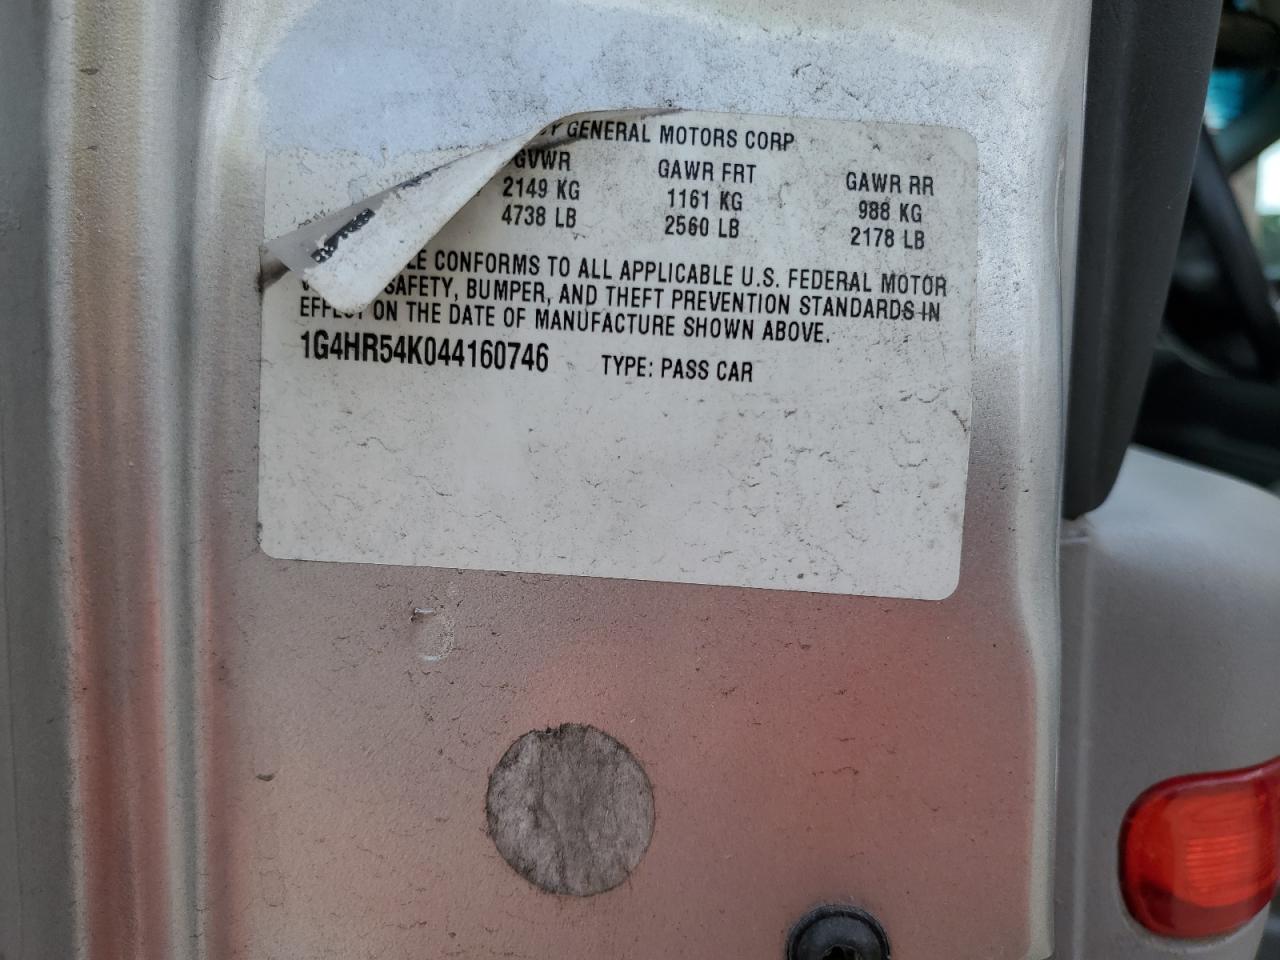 BY GENERAL MOTORS CORP
GVWR GAWR FRT GAWR RR
2149 KG 1161 KG 988 KG
4738 LB 2560 LB 2178 LB
CONFORMS TO ALL APPLICABLE U.S. FEDERAL MOTOR
SAFETY, BUMPER, AND THEFT PREVENTION STANDARDS IN
EFFECT ON THE DATE OF MANUFACTURE SHOWN ABOVE.
1G4HR54K044160746 TYPE: PASS CAR